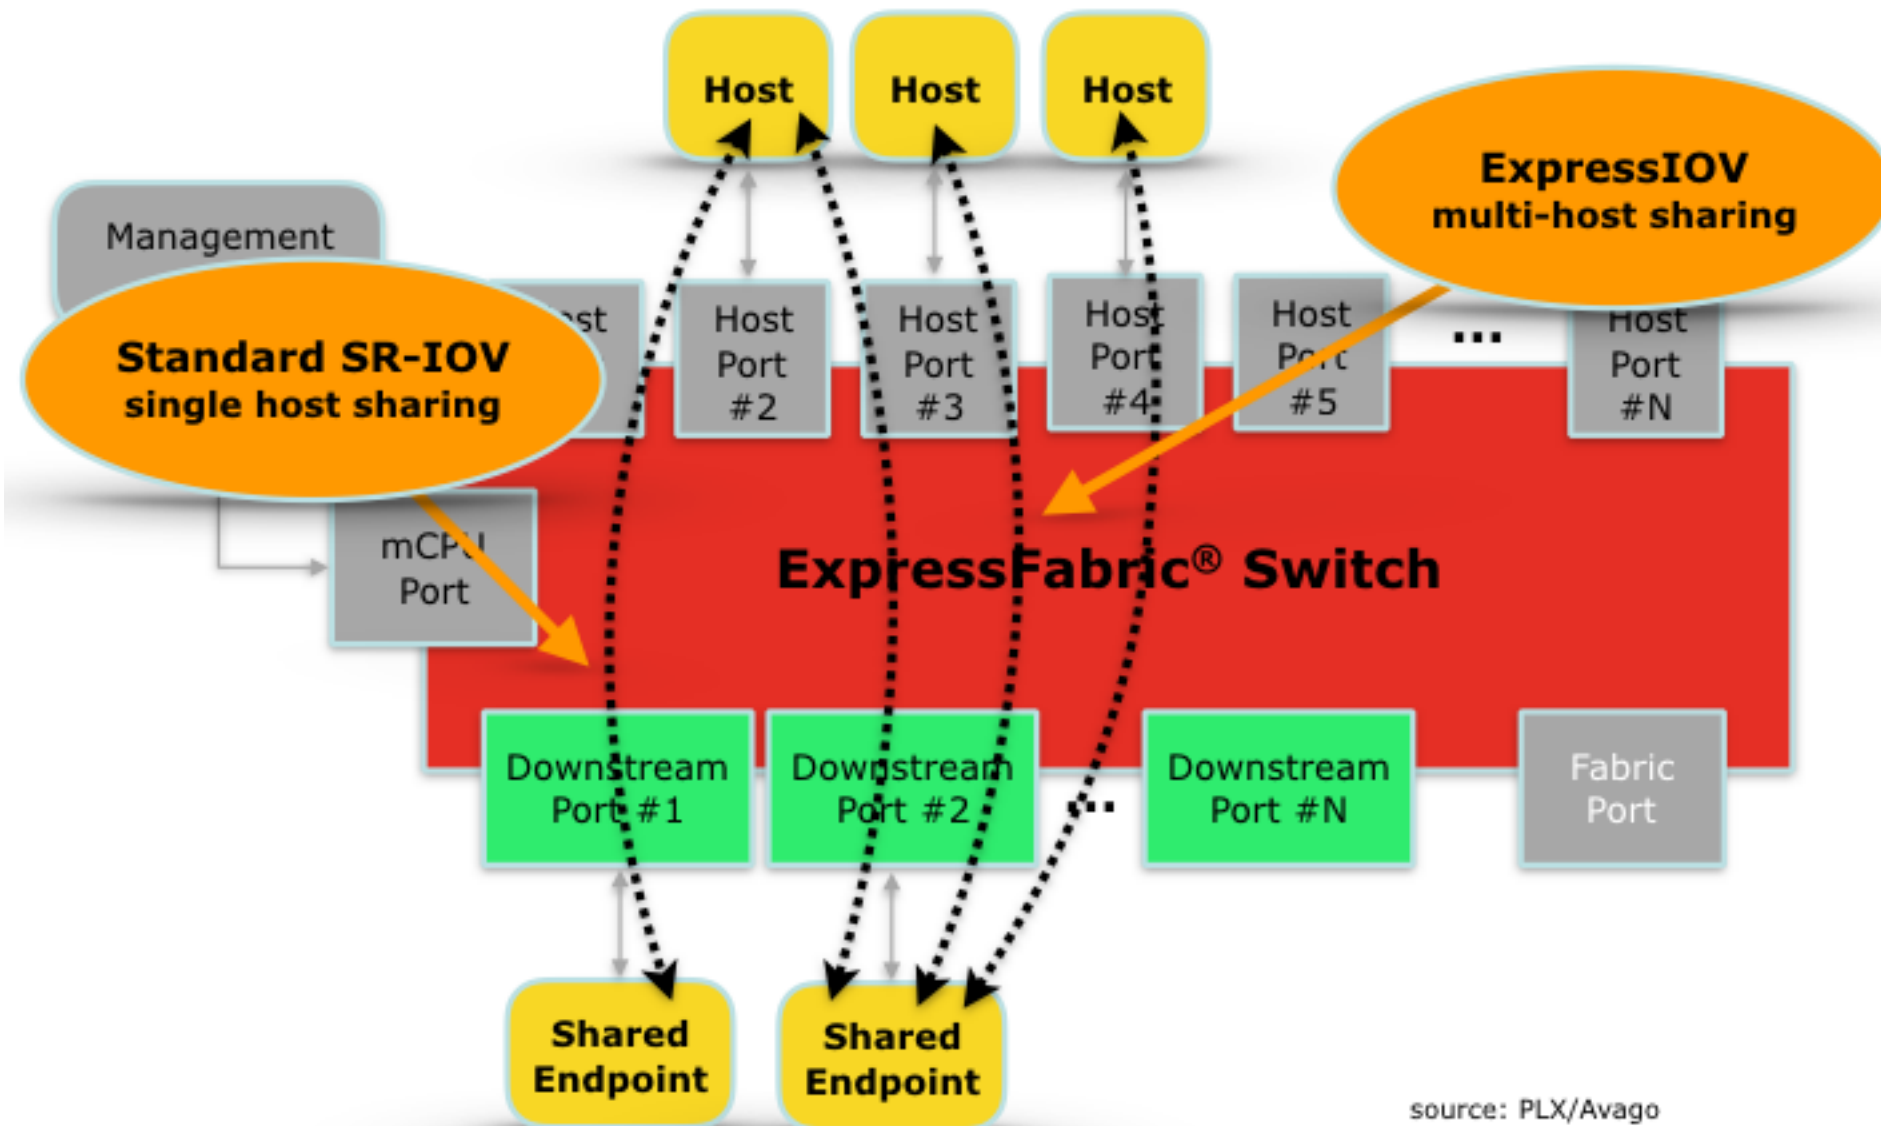 Host
Host
Host
ExpressIOV
multi-host sharing
Management
Standard SR-IOV
single host sharing
Host
Port
#2
Host
Port
#3
Host
Port
#4
Host
Port
#5
...
Host
Port
#N
mCPU
Port
ExpressFabric® Switch
Downstream
Port #1
Downstream
Port #2
...
Downstream
Port #N
Fabric
Port
Shared
Endpoint
Shared
Endpoint
source: PLX/Avago